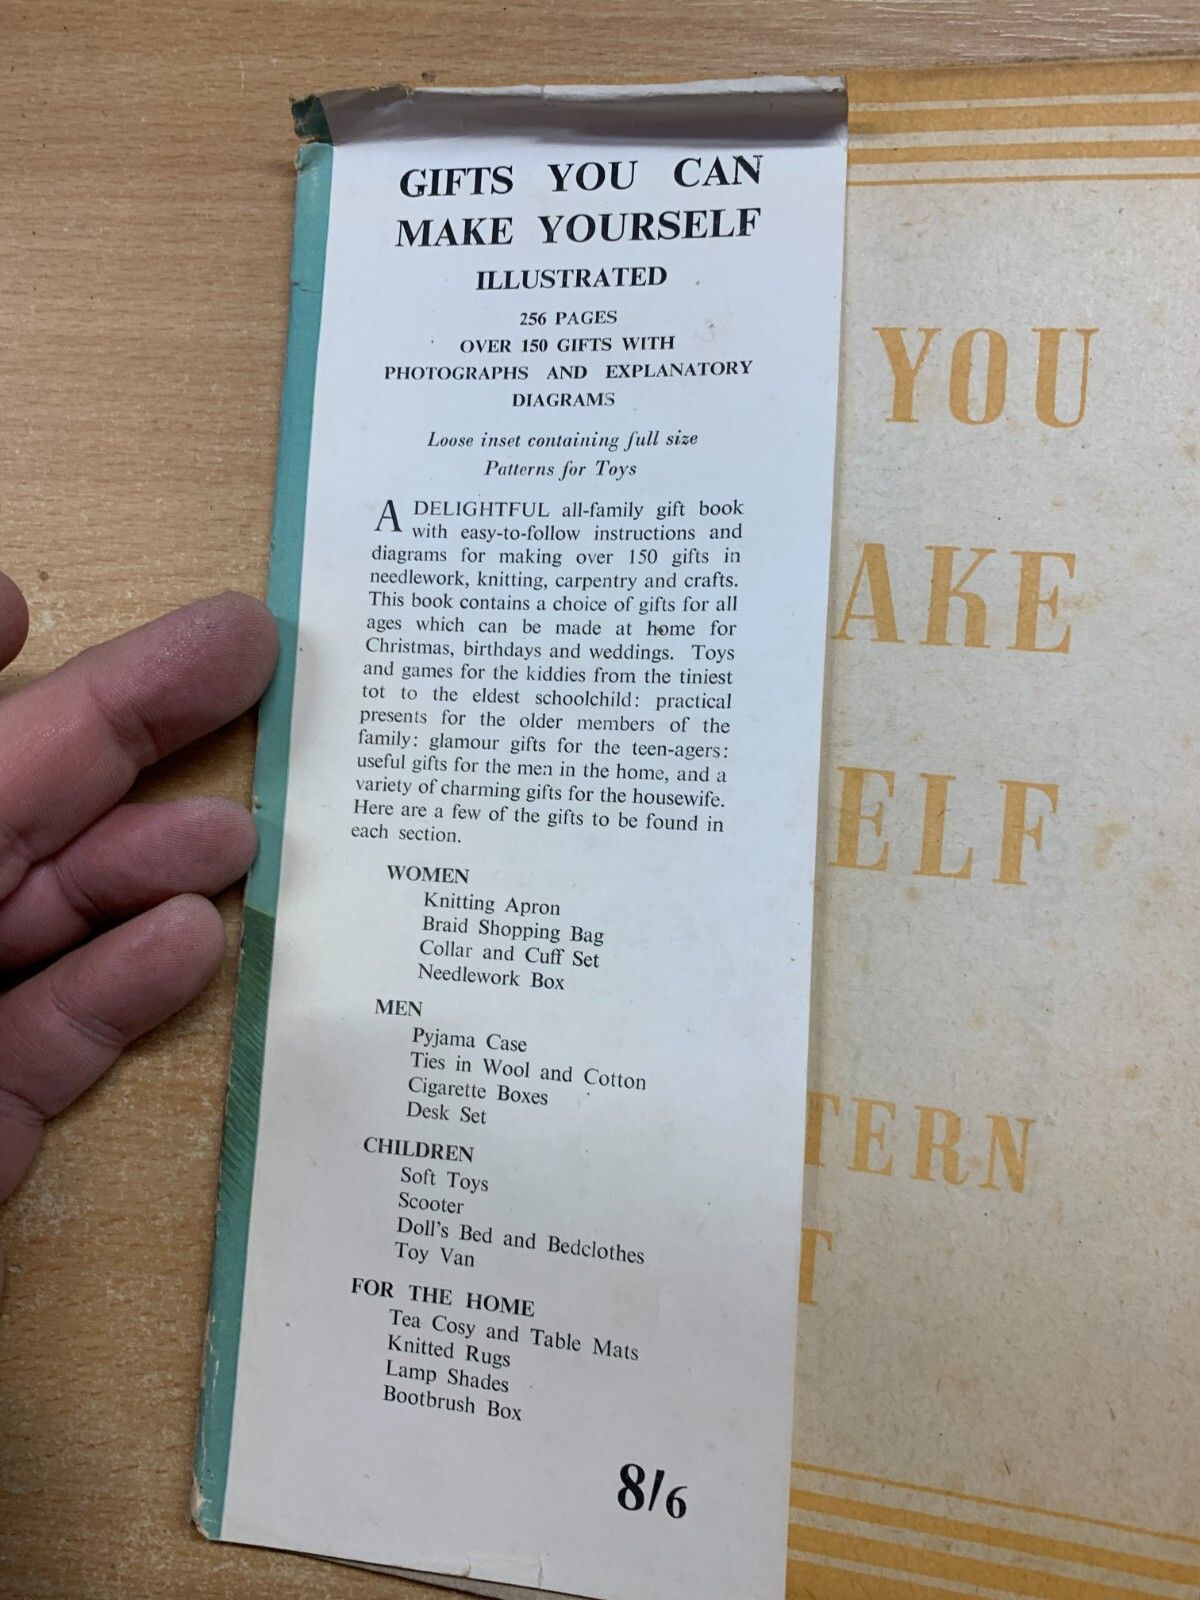 GIFTS YOU CAN
MAKE YOURSELF
ILLUSTRATED
256 PAGES
OVER 150 GIFTS WITH
PHOTOGRAPHS AND EXPLANATORY
DIAGRAMS
Loose inset containing full size
Patterns for Toys
A DELIGHTFUL all-family gift book
with easy-to-follow instructions and
diagrams for making over 150 gifts in
needlework, knitting, carpentry and crafts.
This book contains a choice of gifts for all
ages which can be made at home for
Christmas, birthdays and weddings. Toys
and games for the kiddies from the tiniest
tot to the eldest schoolchild: practical
presents for the older members of the
family: glamour gifts for the teen-agers:
useful gifts for the men in the home, and a
variety of charming gifts for the housewife.
Here are a few of the gifts to be found in
each section.
WOMEN
Knitting Apron
Braid Shopping Bag
Collar and Cuff Set
Needlework Box
MEN
Pyjama Case
Ties in Wool and Cotton
Cigarette Boxes
Desk Set
CHILDREN
Soft Toys
Scooter
Doll's Bed and Bedclothes
Toy Van
FOR THE HOME
Tea Cosy and Table Mats
Knitted Rugs
Lamp Shades
Bootbrush Box
8/6
YOU
AKE
ELF
TERN
T